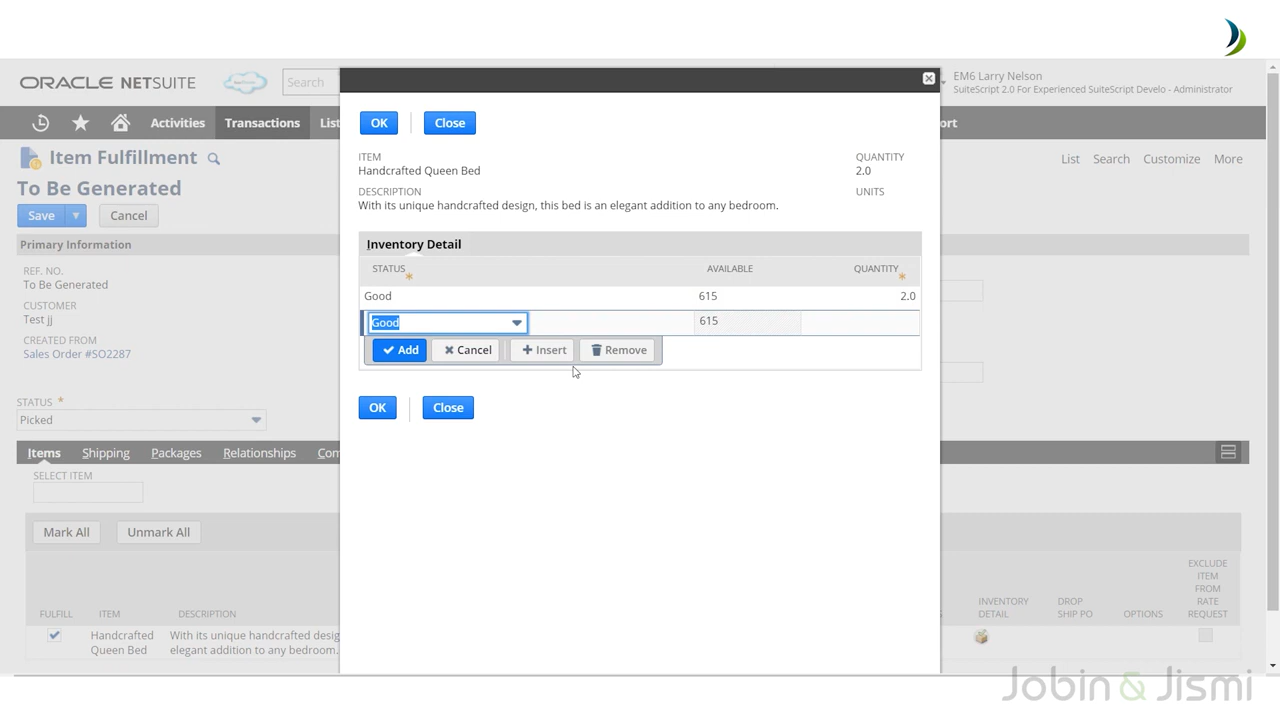 ORACLE NETSUITE
Search
EM6 Larry Nelson
SuiteScript 2.0 For Experienced SuiteScript Develo - Administrator
Activities Transactions List ort
Item Fulfillment
List Search Customize More
To Be Generated
Save Cancel
Primary Information
REF. NO.
To Be Generated
CUSTOMER
Test jj
CREATED FROM
Sales Order #SO2287
STATUS *
Picked
OK Close
ITEM QUANTITY
Handcrafted Queen Bed 2.0
DESCRIPTION UNITS
With its unique handcrafted design, this bed is an elegant addition to any bedroom.
Inventory Detail
STATUS * AVAILABLE QUANTITY *
Good 615 2.0
Good 615
Add Cancel Insert Remove
OK Close
Items Shipping Packages Relationships Com
SELECT ITEM
Mark All Unmark All
FULFILL ITEM DESCRIPTION
INVENTORY DETAIL
DROP SHIP PO
OPTIONS
EXCLUDE ITEM FROM RATE REQUEST
Handcrafted With its unique handcrafted desig
Queen Bed elegant addition to any bedroom.
Jobin & Jismi